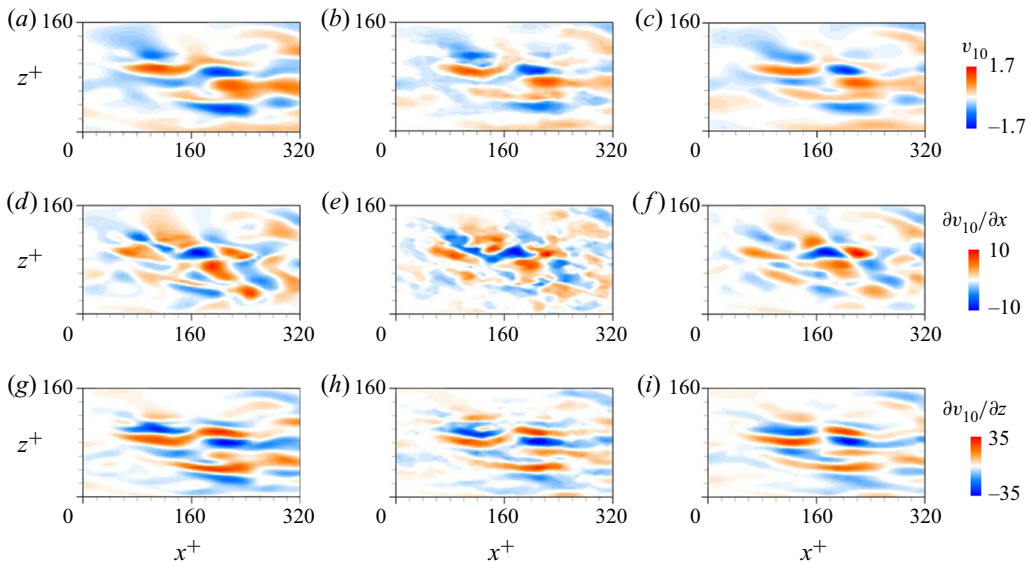 (a) 160 (b) 160 (c) 160
z+ v10 1.7
−1.7
0 160 320 0 160 320 0 160 320
(d) 160 (e) 160 (f) 160
z+ ∂v10/∂x
10
−10
0 160 320 0 160 320 0 160 320
(g) 160 (h) 160 (i) 160
z+ ∂v10/∂z
35
−35
0 160 320 0 160 320 0 160 320
x+ x+ x+